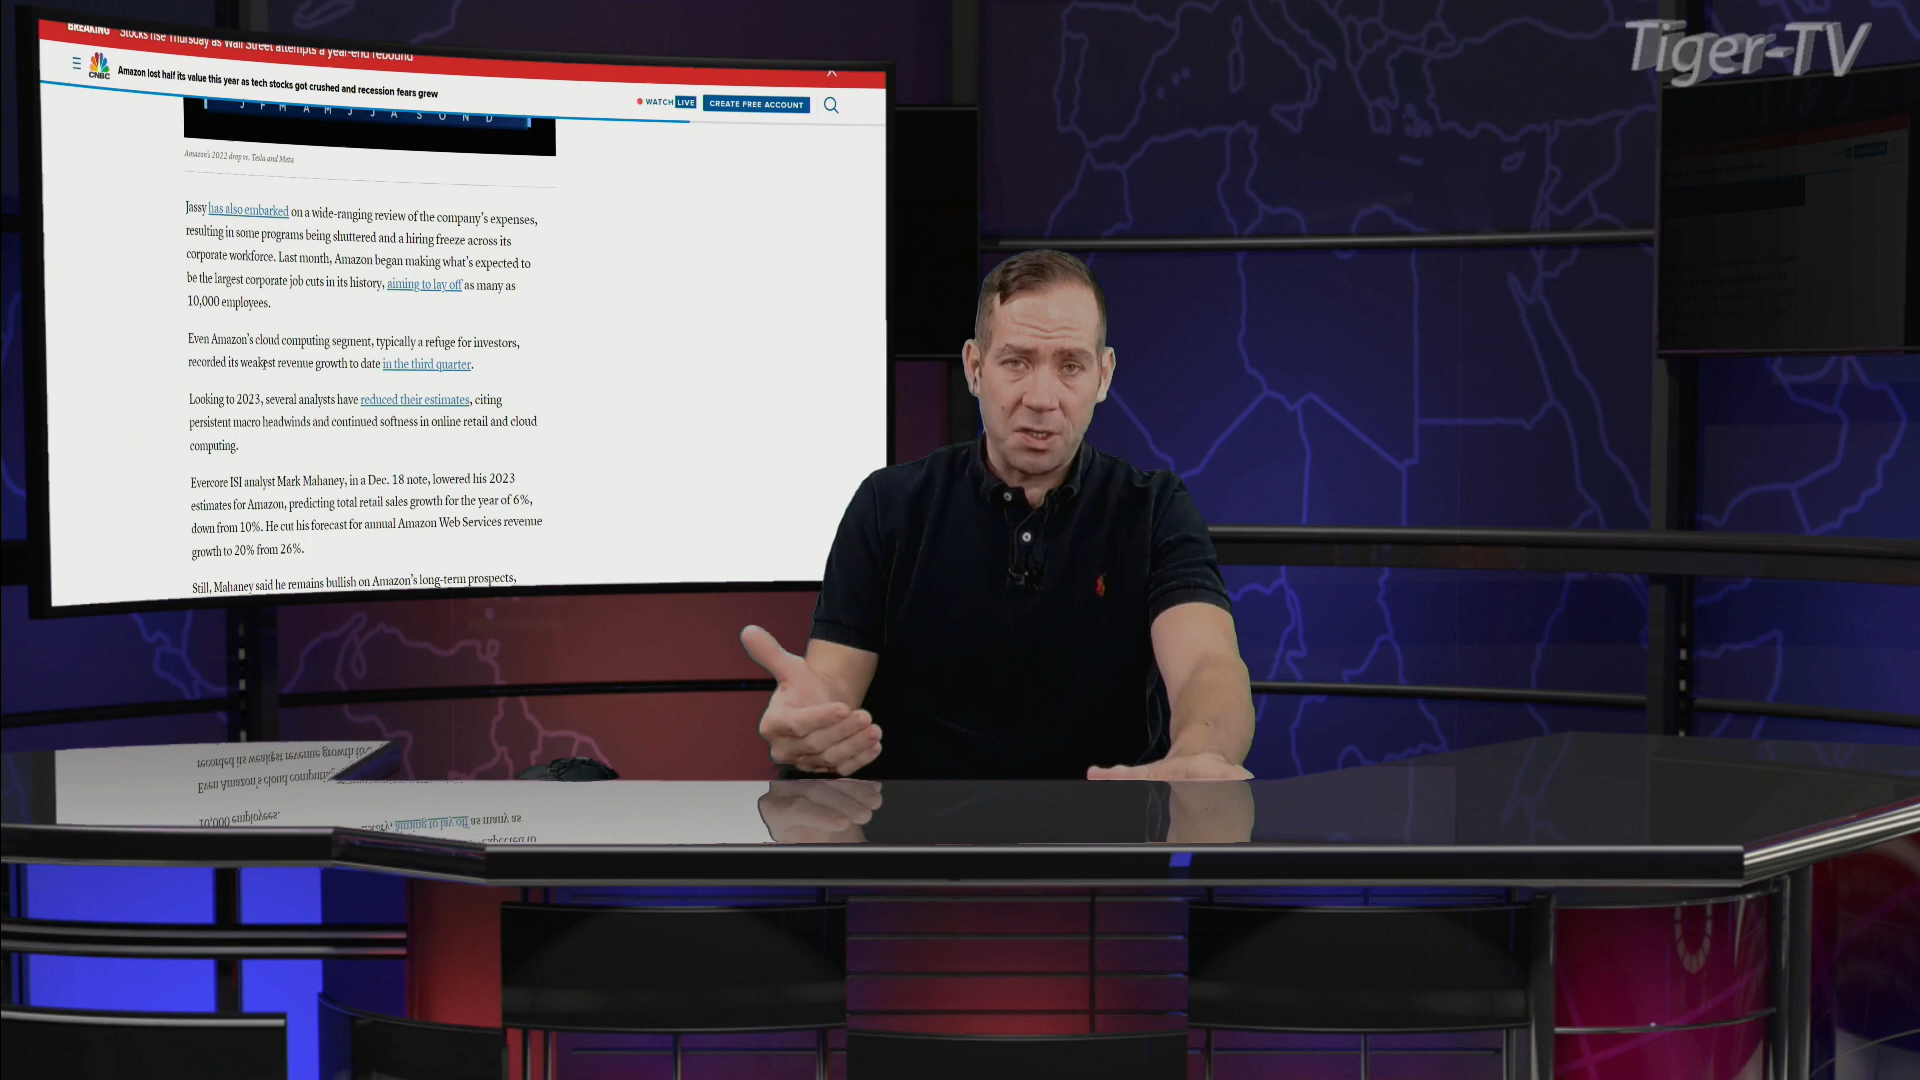 Tiger-TV
BREAKING Stocks rise Thursday as Wall Street attempts a year-end rebound
CNBC
Amazon lost half its value this year as tech stocks got crushed and recession fears grew
WATCH LIVE
CREATE FREE ACCOUNT
J F M A M J J A S O N D
Amazon's 2022 drop vs. Tesla and Meta
Jassy has also embarked on a wide-ranging review of the company's expenses,
resulting in some programs being shuttered and a hiring freeze across its
corporate workforce. Last month, Amazon began making what's expected to
be the largest corporate job cuts in its history, aiming to lay off as many as
10,000 employees.
Even Amazon's cloud computing segment, typically a refuge for investors,
recorded its weakest revenue growth to date in the third quarter.
Looking to 2023, several analysts have reduced their estimates, citing
persistent macro headwinds and continued softness in online retail and cloud
computing.
Evercore ISI analyst Mark Mahaney, in a Dec. 18 note, lowered his 2023
estimates for Amazon, predicting total retail sales growth for the year of 6%,
down from 10%. He cut his forecast for annual Amazon Web Services revenue
growth to 20% from 26%.
Still, Mahaney said he remains bullish on Amazon's long-term prospects,